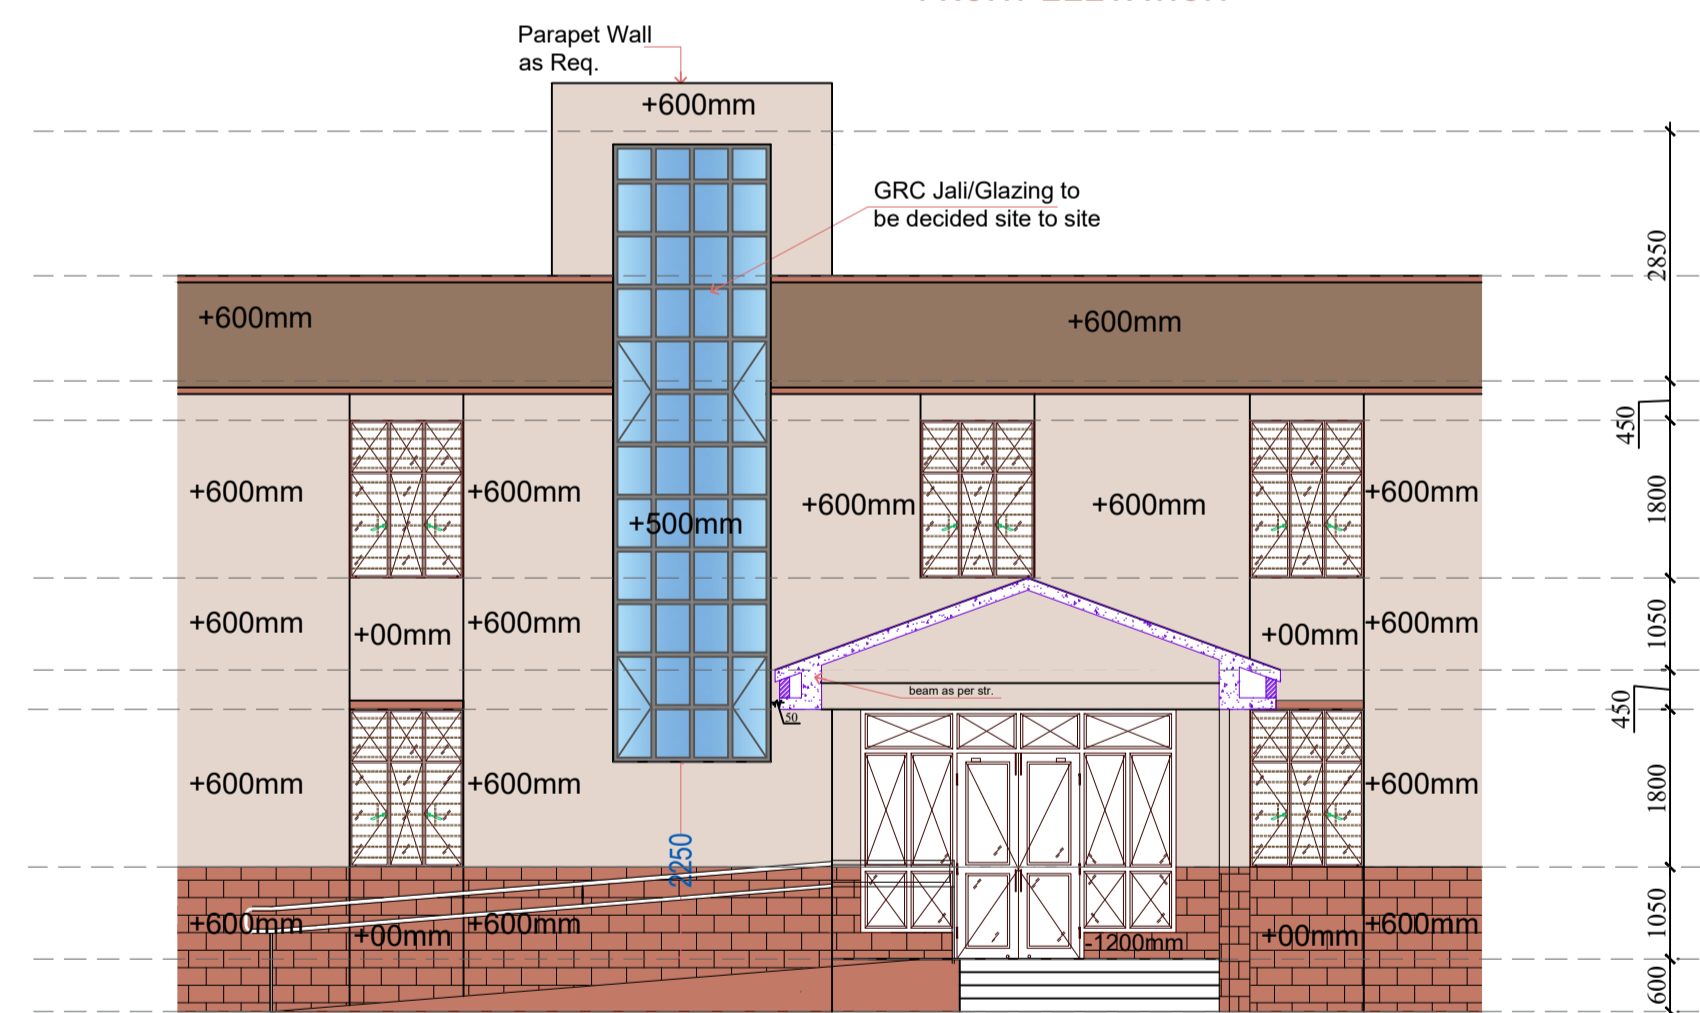 FRONT ELEVATION
Parapet Wall
as Req.
+600mm
GRC Jali/Glazing to
be decided site to site
2850
+600mm
+600mm
450
+600mm
+600mm
+600mm
+600mm
+600mm
1800
+500mm
+600mm
+00mm
+600mm
+00mm
+600mm
1050
beam as per str.
50
450
+600mm
+600mm
+600mm
1800
2250
+600mm
+00mm
+600mm
-1200mm
+00mm
+600mm
1050
600